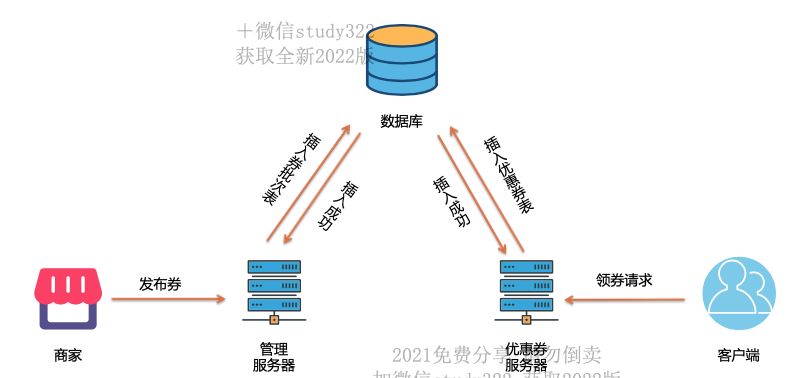 ＋微信study322
获取全新2022版
数据库
插入券批次表
插入成功
插入成功
插入优惠券表
发布券
领券请求
商家
管理
服务器
优惠券
服务器
客户端
2021免费分享 勿倒卖
加微信study322 获取2022版